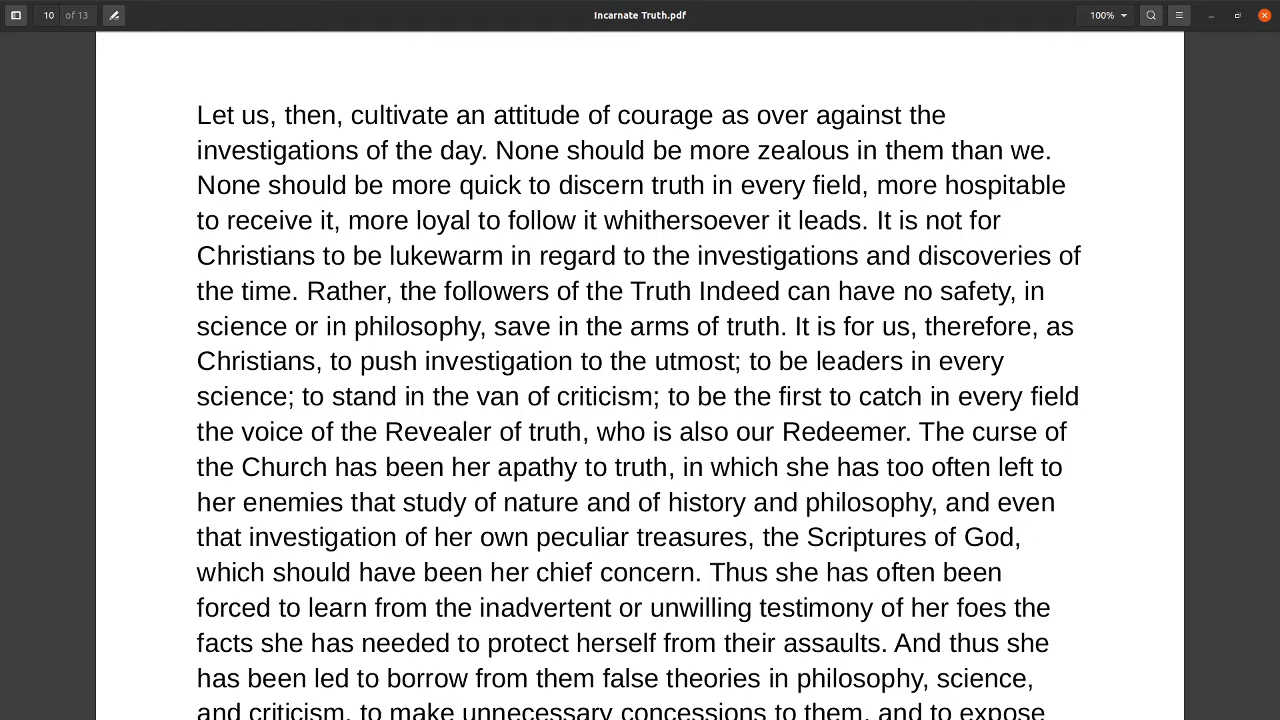 10 of 13
Incarnate Truth.pdf
100%
Let us, then, cultivate an attitude of courage as over against the
investigations of the day. None should be more zealous in them than we.
None should be more quick to discern truth in every field, more hospitable
to receive it, more loyal to follow it whithersoever it leads. It is not for
Christians to be lukewarm in regard to the investigations and discoveries of
the time. Rather, the followers of the Truth Indeed can have no safety, in
science or in philosophy, save in the arms of truth. It is for us, therefore, as
Christians, to push investigation to the utmost; to be leaders in every
science; to stand in the van of criticism; to be the first to catch in every field
the voice of the Revealer of truth, who is also our Redeemer. The curse of
the Church has been her apathy to truth, in which she has too often left to
her enemies that study of nature and of history and philosophy, and even
that investigation of her own peculiar treasures, the Scriptures of God,
which should have been her chief concern. Thus she has often been
forced to learn from the inadvertent or unwilling testimony of her foes the
facts she has needed to protect herself from their assaults. And thus she
has been led to borrow from them false theories in philosophy, science,
and criticism, to make unnecessary concessions to them, and to expose